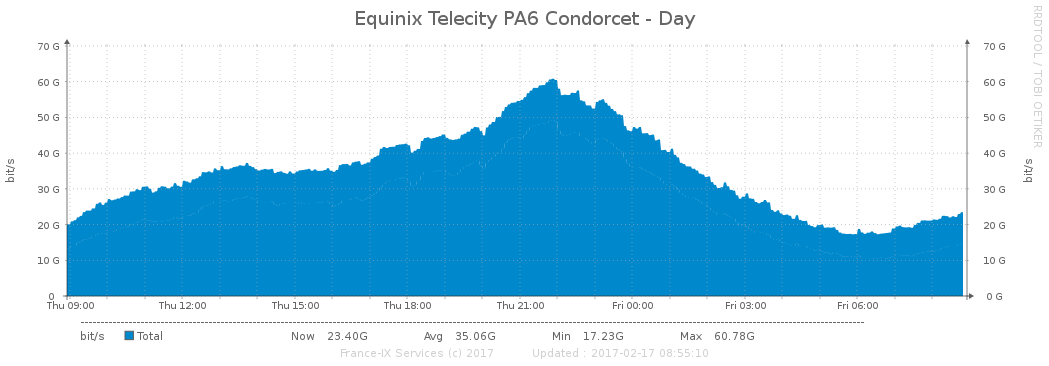 Equinix Telecity PA6 Condorcet - Day
RRDTOOL / TOBI OETIKER
bit/s
70 G
60 G
50 G
40 G
30 G
20 G
10 G
0
70 G
60 G
50 G
40 G
30 G
20 G
10 G
0 G
bit/s
Thu 09:00 Thu 12:00 Thu 15:00 Thu 18:00 Thu 21:00 Fri 00:00 Fri 03:00 Fri 06:00
bit/s Total Now 23.40G Avg 35.06G Min 17.23G Max 60.78G
France-IX Services (c) 2017 Updated : 2017-02-17 08:55:10